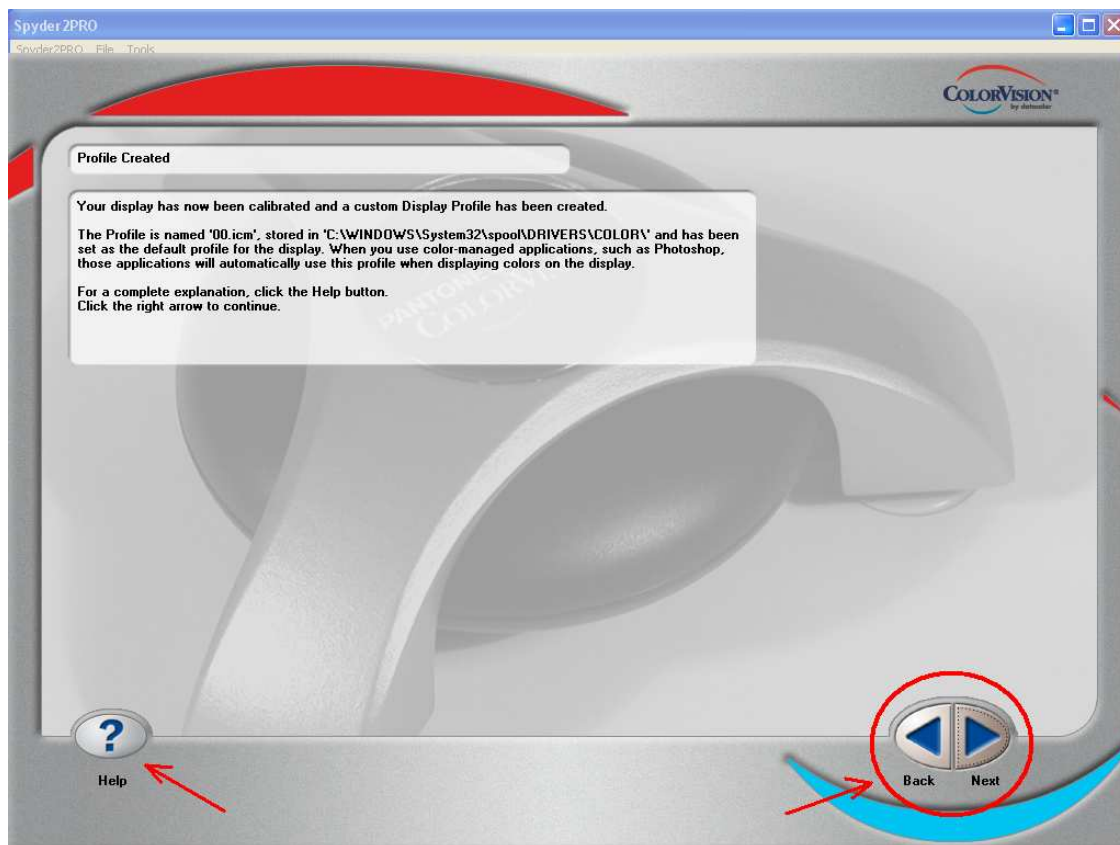 Spyder2PRO
Spyder2PRO File Tools
COLORVISION®
by datacolor
Profile Created
Your display has now been calibrated and a custom Display Profile has been created.
The Profile is named '00.icm', stored in 'C:\WINDOWS\System32\spool\DRIVERS\COLOR\' and has been
set as the default profile for the display. When you use color-managed applications, such as Photoshop,
those applications will automatically use this profile when displaying colors on the display.
For a complete explanation, click the Help button.
Click the right arrow to continue.
PANTONE
COLORVISION
?
Help
Back Next